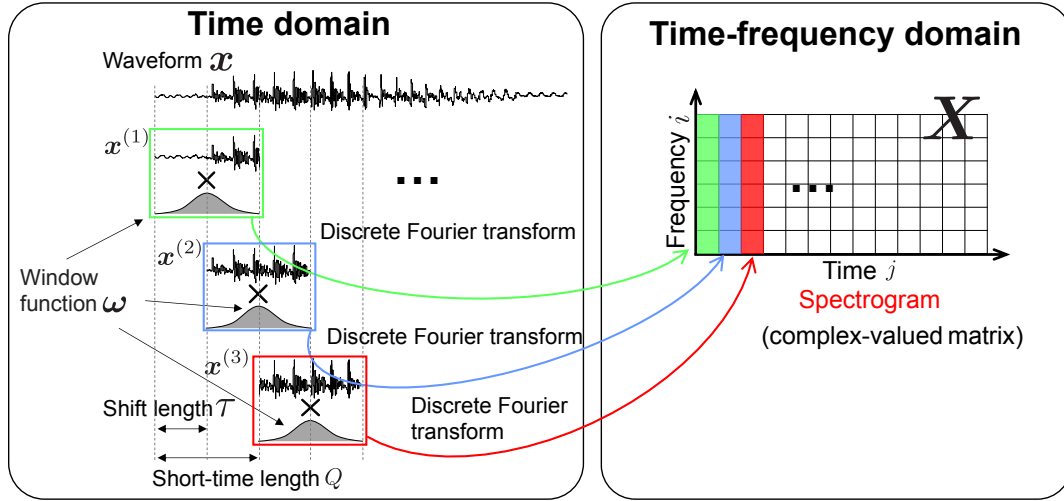 Time domain
Waveform x
x^(1)
×
...
Discrete Fourier transform
x^(2)
Window
function ω
×
Discrete Fourier transform
x^(3)
Shift length τ
×
Discrete Fourier
transform
Short-time length Q
Time-frequency domain
X
Frequency i
...
Time j
Spectrogram
(complex-valued matrix)